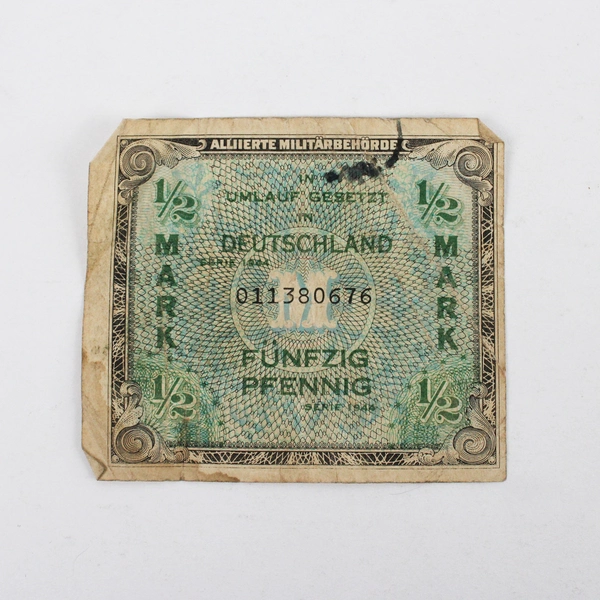 ALLIIERTE MILITÄRBEHÖRDE
1/2 1/2
IN
UMLAUF GESETZT
IN
DEUTSCHLAND
SERIE 1944
011380676
MARK MARK
FÜNFZIG
PFENNIG
SERIE 1944
1/2 1/2